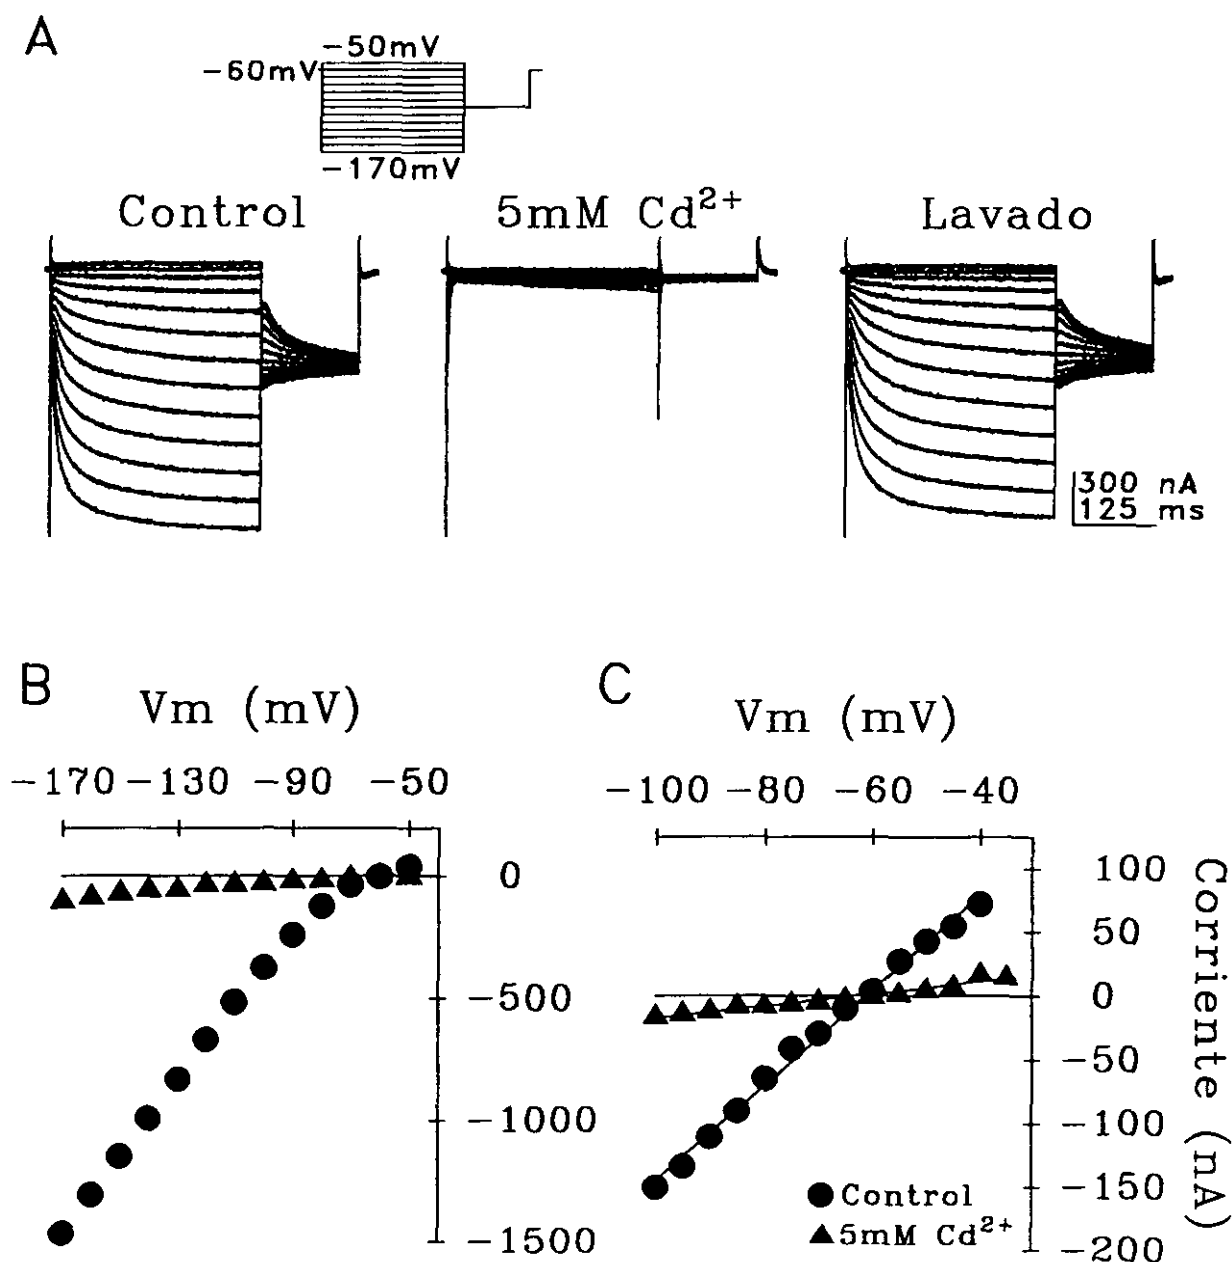 A
-50mV
-60mV
-170mV
Control
5mM Cd²⁺
Lavado
300 nA
125 ms
B
Vm (mV)
-170 -130 -90 -50
0
-500
-1000
-1500
C
Vm (mV)
-100 -80 -60 -40
100
50
0
-50
-100
-150
-200
Corriente (nA)
Control
5mM Cd²⁺